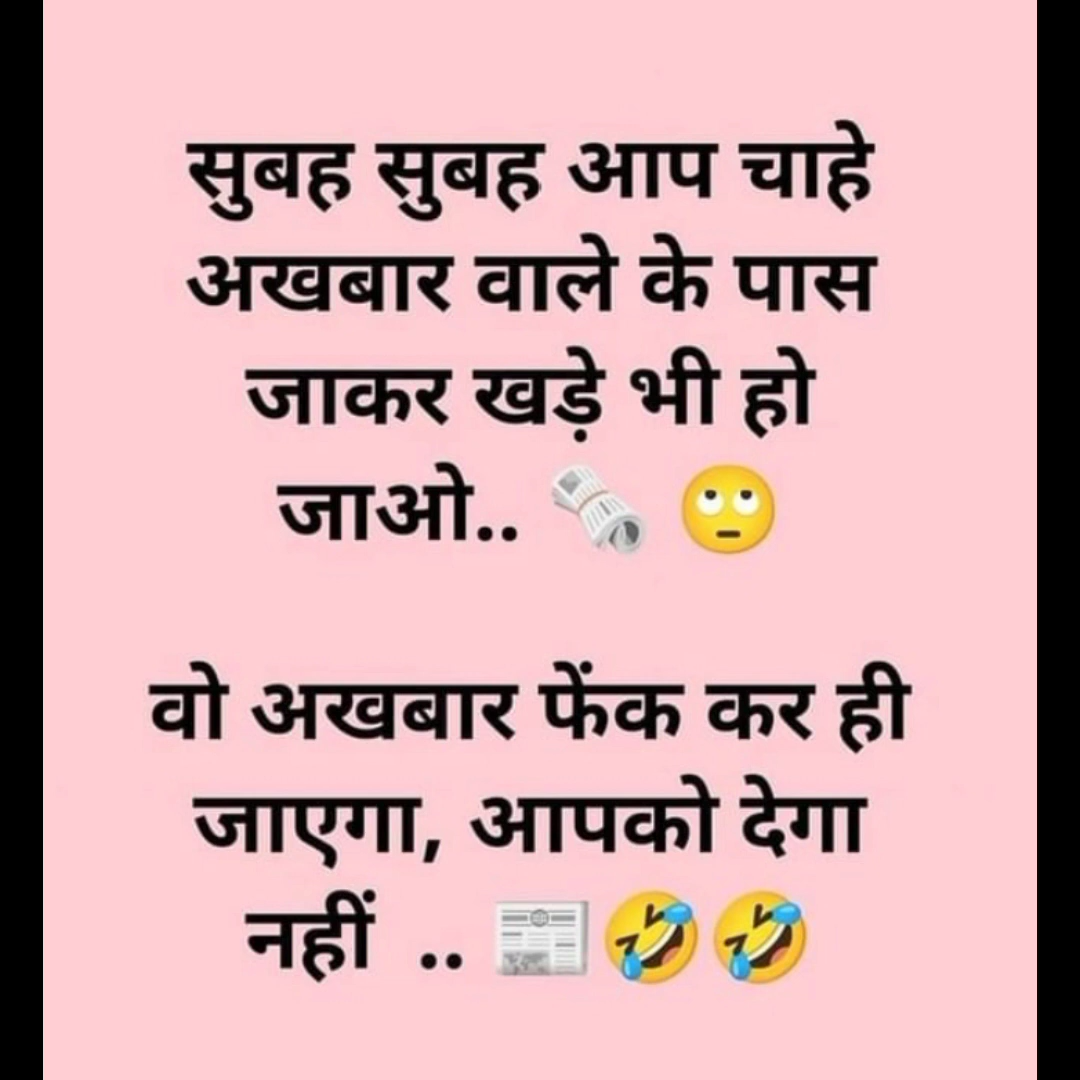 सुबह सुबह आप चाहे
अखबार वाले के पास
जाकर खड़े भी हो
जाओ.. 🗞️ 🙄
वो अखबार फेंक कर ही
जाएगा, आपको देगा
नहीं .. 📰🤣🤣